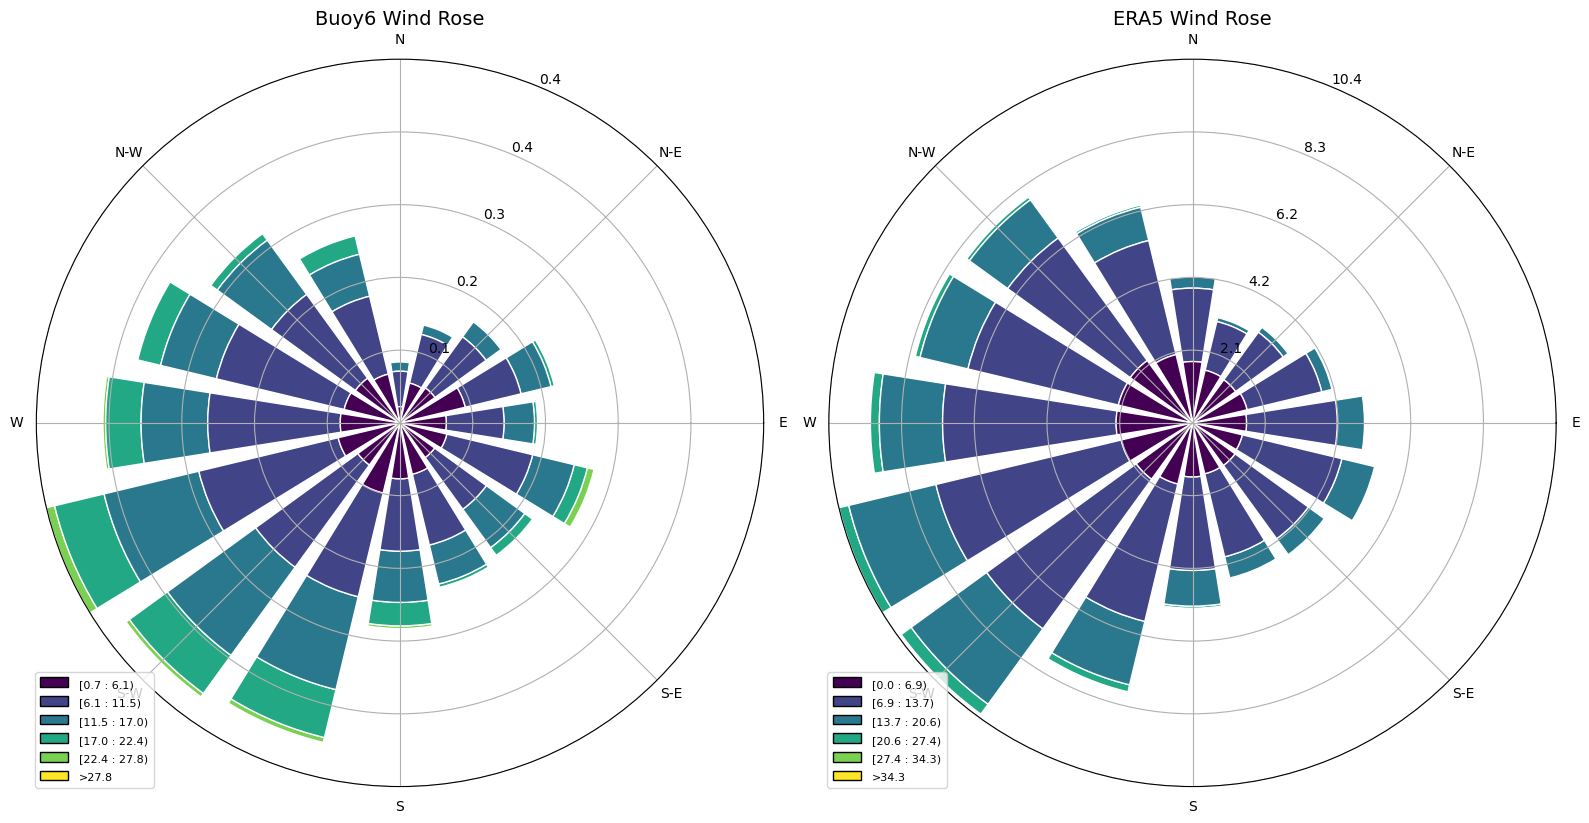 Buoy6 Wind Rose
N
0.4
N-W
N-E
0.4
0.3
0.2
0.1
W
E
S-W
S-E
S
[0.7 : 6.1)
[6.1 : 11.5)
[11.5 : 17.0)
[17.0 : 22.4)
[22.4 : 27.8)
>27.8
ERA5 Wind Rose
N
10.4
N-W
N-E
8.3
6.2
4.2
2.1
W
E
S-W
S-E
S
[0.0 : 6.9)
[6.9 : 13.7)
[13.7 : 20.6)
[20.6 : 27.4)
[27.4 : 34.3)
>34.3